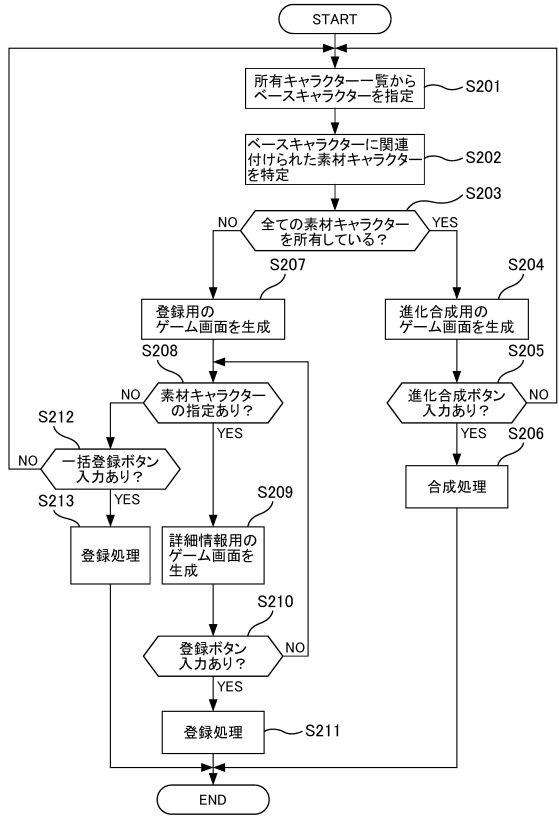 START
所有キャラクター一覧から
ベースキャラクターを指定
S201
ベースキャラクターに関連
付けられた素材キャラクター
を特定
S202
S203
全ての素材キャラクター
を所有している？
NO
YES
S207
登録用の
ゲーム画面を生成
S204
進化合成用の
ゲーム画面を生成
S208
素材キャラクター
の指定あり？
NO
YES
S205
進化合成ボタン
入力あり？
NO
YES
S212
一括登録ボタン
入力あり？
NO
YES
S206
合成処理
S213
登録処理
S209
詳細情報用の
ゲーム画面を
生成
S210
登録ボタン
入力あり？
NO
YES
登録処理
S211
END